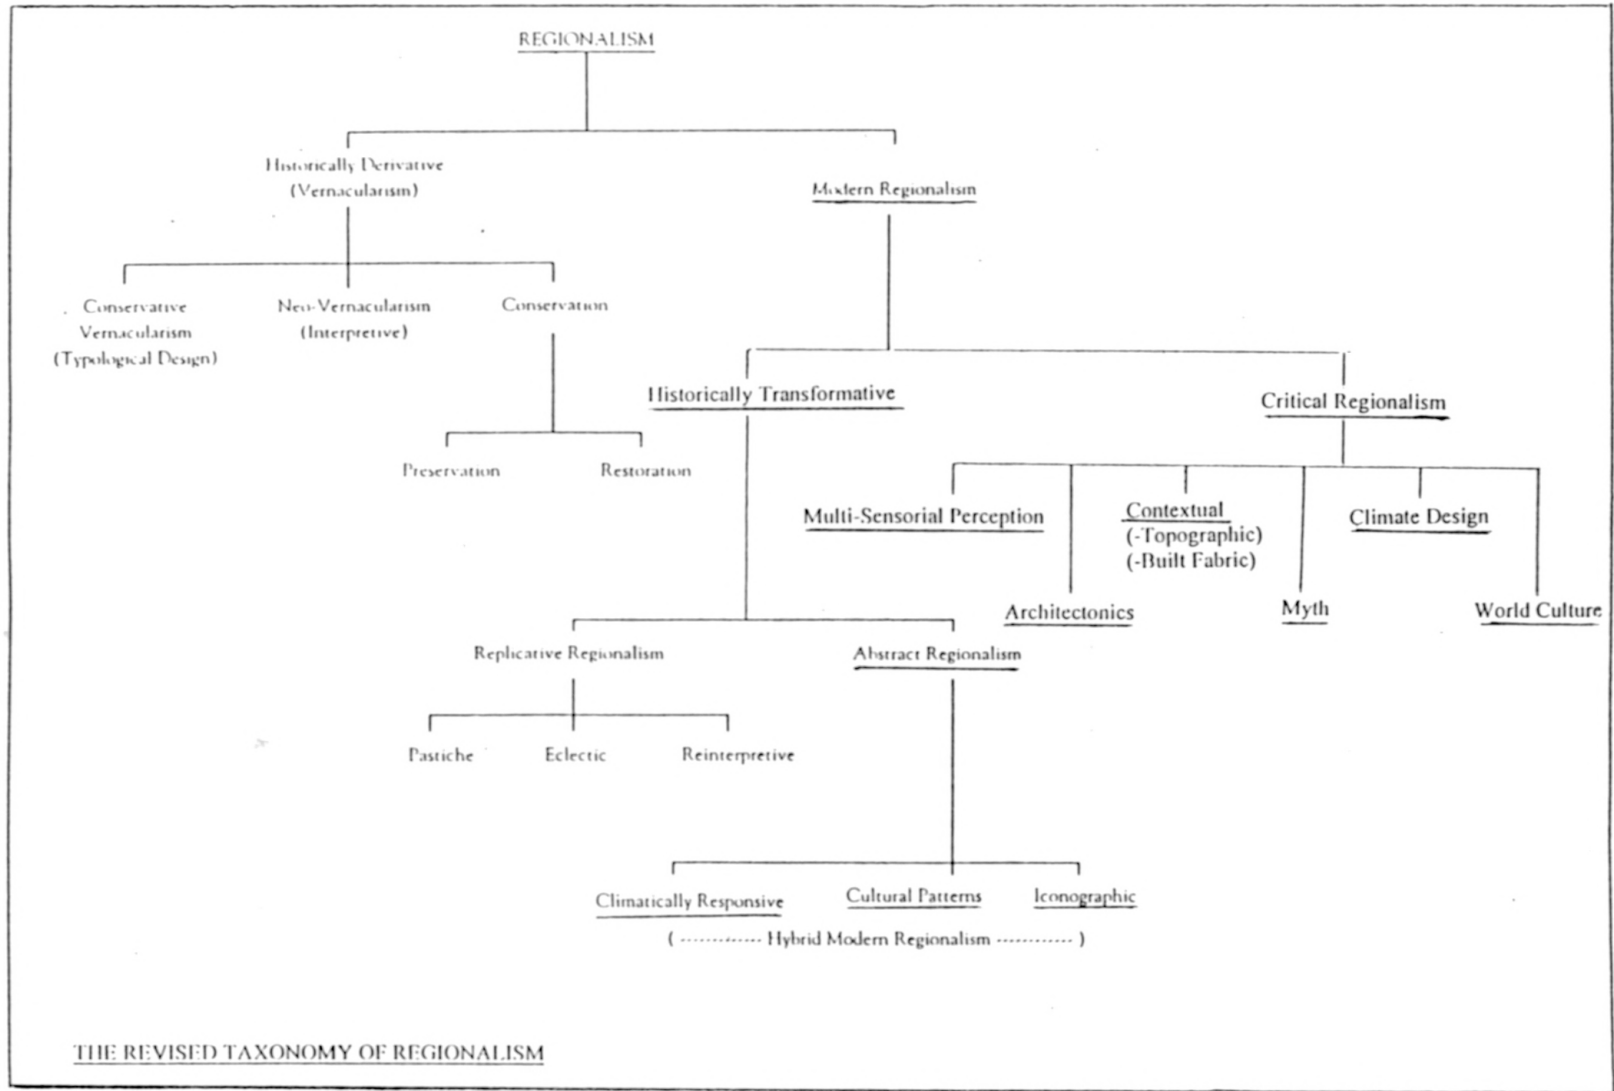 REGIONALISM
Historically Derivative
(Vernacularism)
Modern Regionalism
Conservative
Vernacularism
(Typological Design)
Neo-Vernacularism
(Interpretive)
Conservation
Historically Transformative
Critical Regionalism
Preservation
Restoration
Multi-Sensorial Perception
Contextual
(-Topographic)
(-Built Fabric)
Climate Design
Architectonics
Myth
World Culture
Replicative Regionalism
Abstract Regionalism
Pastiche
Eclectic
Reinterpretive
Climatically Responsive
Cultural Patterns
Iconographic
( ------------- Hybrid Modern Regionalism ------------ )
THE REVISED TAXONOMY OF REGIONALISM